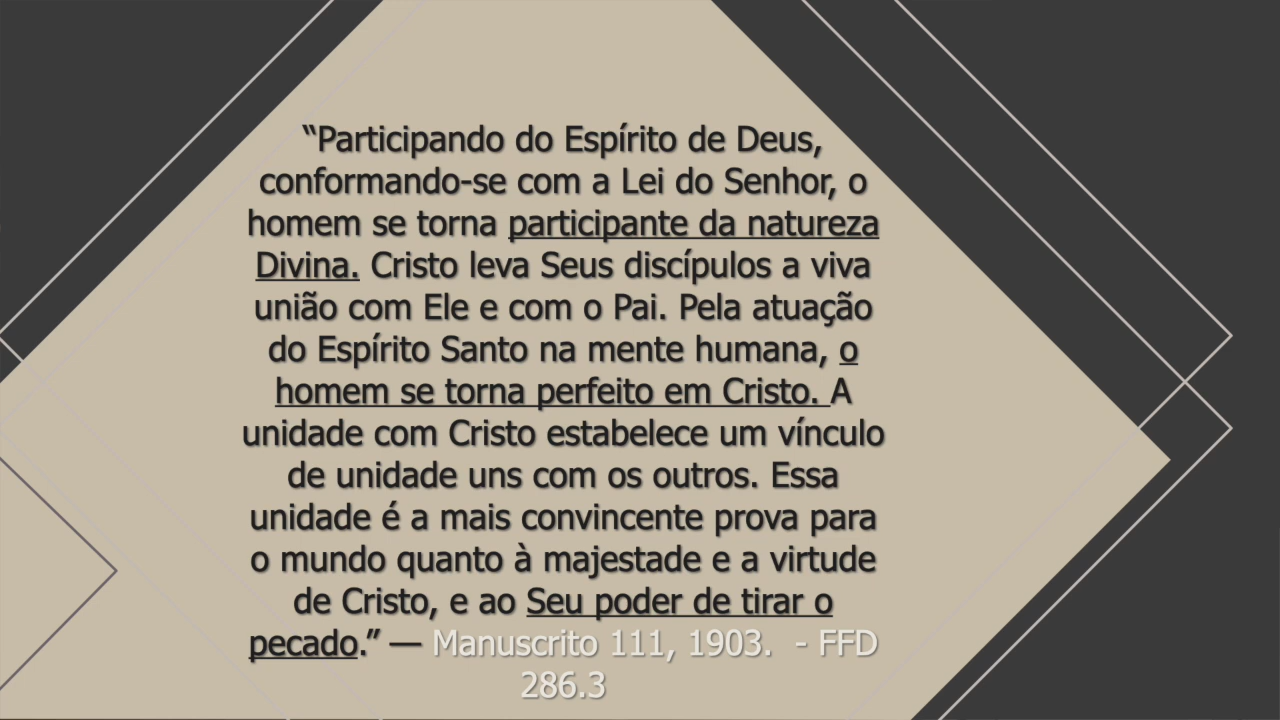 “Participando do Espírito de Deus,
conformando-se com a Lei do Senhor, o
homem se torna participante da natureza
Divina. Cristo leva Seus discípulos a viva
união com Ele e com o Pai. Pela atuação
do Espírito Santo na mente humana, o
homem se torna perfeito em Cristo. A
unidade com Cristo estabelece um vínculo
de unidade uns com os outros. Essa
unidade é a mais convincente prova para
o mundo quanto à majestade e a virtude
de Cristo, e ao Seu poder de tirar o
pecado.” — Manuscrito 111, 1903.  - FFD
286.3